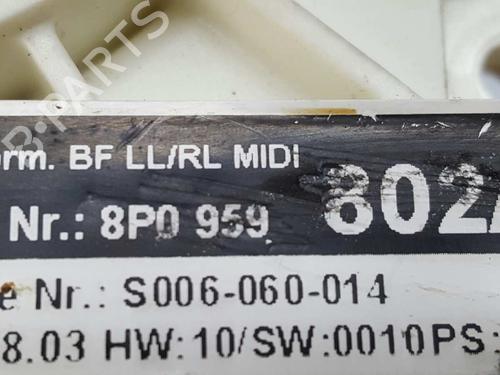 orm. BF LL/RL MIDI
Nr.: 8P0 959 802A
e Nr.: S006-060-014
8.03 HW:10/SW:0010PS:
B-PARTS